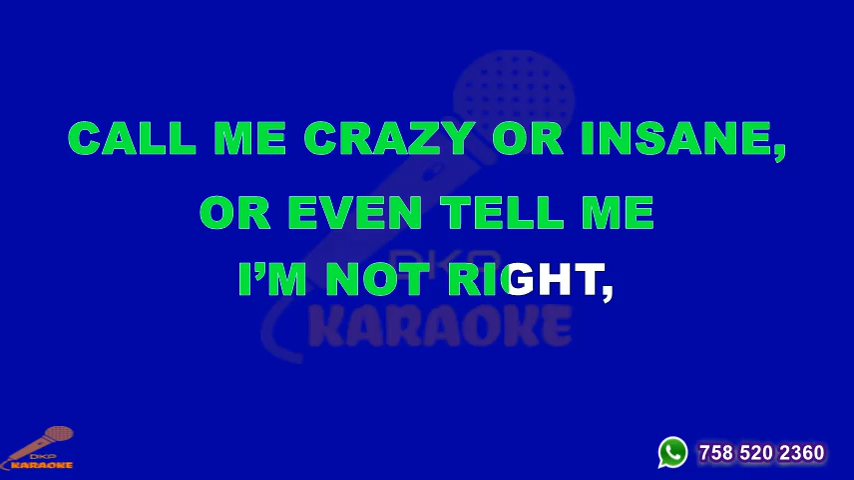 CALL ME CRAZY OR INSANE,
OR EVEN TELL ME
I’M NOT RIGHT,
DKP
KARAOKE
DKP
KARAOKE
758 520 2360